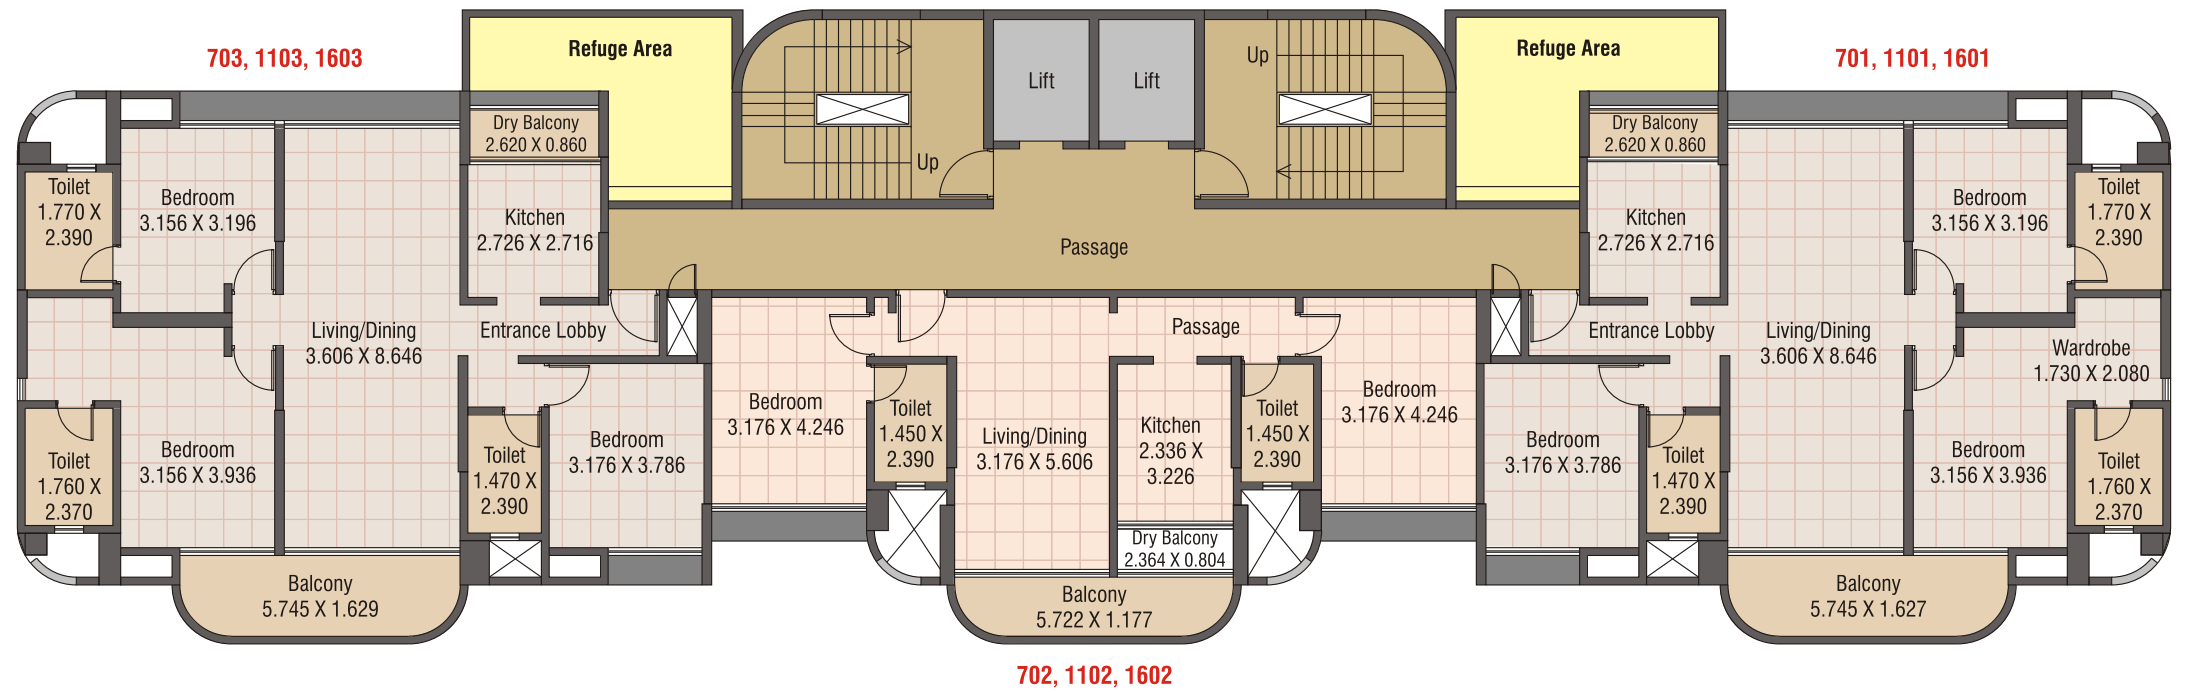 703, 1103, 1603
Refuge Area
Lift
Lift
Up
Up
Refuge Area
701, 1101, 1601
Dry Balcony
2.620 X 0.860
Dry Balcony
2.620 X 0.860
Toilet
1.770 X
2.390
Bedroom
3.156 X 3.196
Kitchen
2.726 X 2.716
Passage
Kitchen
2.726 X 2.716
Bedroom
3.156 X 3.196
Toilet
1.770 X
2.390
Living/Dining
3.606 X 8.646
Entrance Lobby
Passage
Entrance Lobby
Living/Dining
3.606 X 8.646
Wardrobe
1.730 X 2.080
Toilet
1.760 X
2.370
Bedroom
3.156 X 3.936
Toilet
1.470 X
2.390
Bedroom
3.176 X 3.786
Bedroom
3.176 X 4.246
Toilet
1.450 X
2.390
Living/Dining
3.176 X 5.606
Kitchen
2.336 X
3.226
Toilet
1.450 X
2.390
Bedroom
3.176 X 4.246
Bedroom
3.176 X 3.786
Toilet
1.470 X
2.390
Bedroom
3.156 X 3.936
Toilet
1.760 X
2.370
Dry Balcony
2.364 X 0.804
Balcony
5.745 X 1.629
Balcony
5.722 X 1.177
Balcony
5.745 X 1.627
702, 1102, 1602